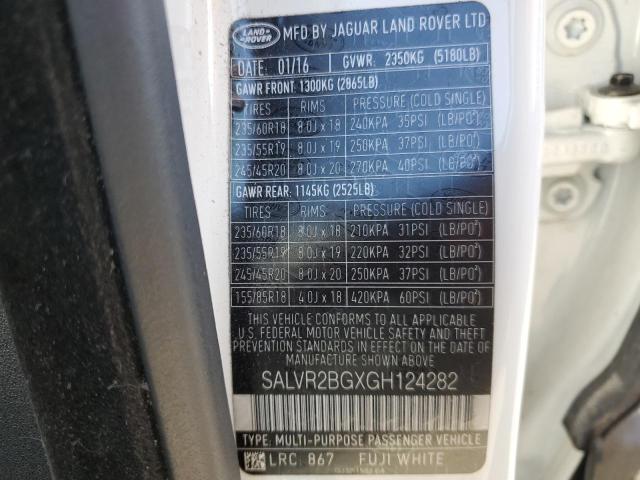 LAND ROVER MFD BY JAGUAR LAND ROVER LTD
DATE: 01/16 GVWR: 2350KG (5180LB)
GAWR FRONT: 1300KG (2865LB)
TIRES RIMS PRESSURE (COLD SINGLE)
235/60R18 8.0J x 18 240KPA 35PSI (LB/PO²)
235/55R19 8.0J x 19 250KPA 37PSI (LB/PO²)
245/45R20 8.0J x 20 270KPA 40PSI (LB/PO²)
GAWR REAR: 1145KG (2525LB)
TIRES RIMS PRESSURE (COLD SINGLE)
235/60R18 8.0J x 18 210KPA 31PSI (LB/PO²)
235/55R19 8.0J x 19 220KPA 32PSI (LB/PO²)
245/45R20 8.0J x 20 250KPA 37PSI (LB/PO²)
155/85R18 4.0J x 18 420KPA 60PSI (LB/PO²)
THIS VEHICLE CONFORMS TO ALL APPLICABLE
U.S. FEDERAL MOTOR VEHICLE SAFETY AND THEFT
PREVENTION STANDARDS IN EFFECT ON THE DATE
OF MANUFACTURE SHOWN ABOVE.
SALVR2BGXGH124282
TYPE: MULTI-PURPOSE PASSENGER VEHICLE
LRC 867 FUJI WHITE